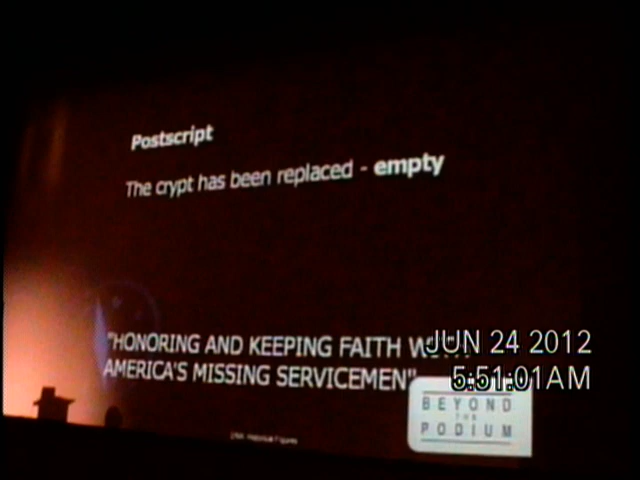 Postscript
The crypt has been replaced - empty
"HONORING AND KEEPING FAITH
AMERICA'S MISSING SERVICEMEN"
JUN 24 2012
5:51:01AM
BEYOND
THE
PODIUM